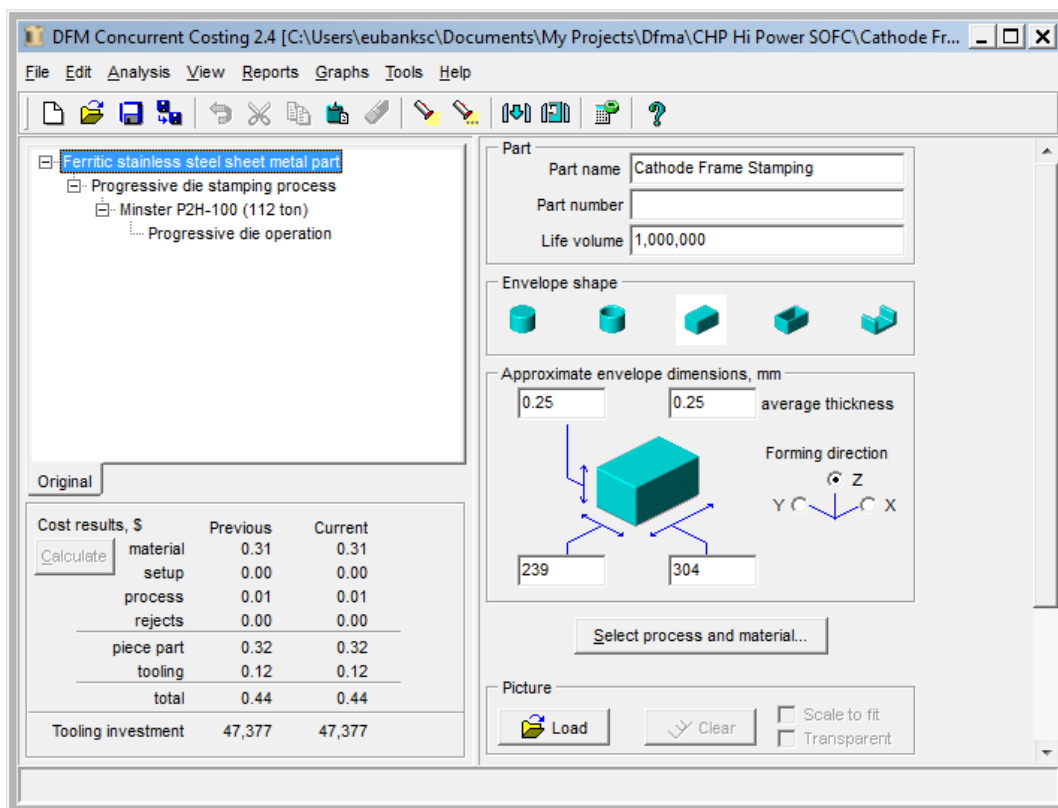 DFM Concurrent Costing 2.4 [C:\Users\eubanksc\Documents\My Projects\Dfma\CHP Hi Power SOFC\Cathode Fr...
File Edit Analysis View Reports Graphs Tools Help
Ferritic stainless steel sheet metal part
Progressive die stamping process
Minster P2H-100 (112 ton)
Progressive die operation
Original
Cost results, $ Previous Current
Calculate
material 0.31 0.31
setup 0.00 0.00
process 0.01 0.01
rejects 0.00 0.00
piece part 0.32 0.32
tooling 0.12 0.12
total 0.44 0.44
Tooling investment 47,377 47,377
Part
Part name Cathode Frame Stamping
Part number
Life volume 1,000,000
Envelope shape
Approximate envelope dimensions, mm
0.25 0.25 average thickness
Forming direction
Z
Y X
239 304
Select process and material...
Picture
Load Clear Scale to fit
Transparent